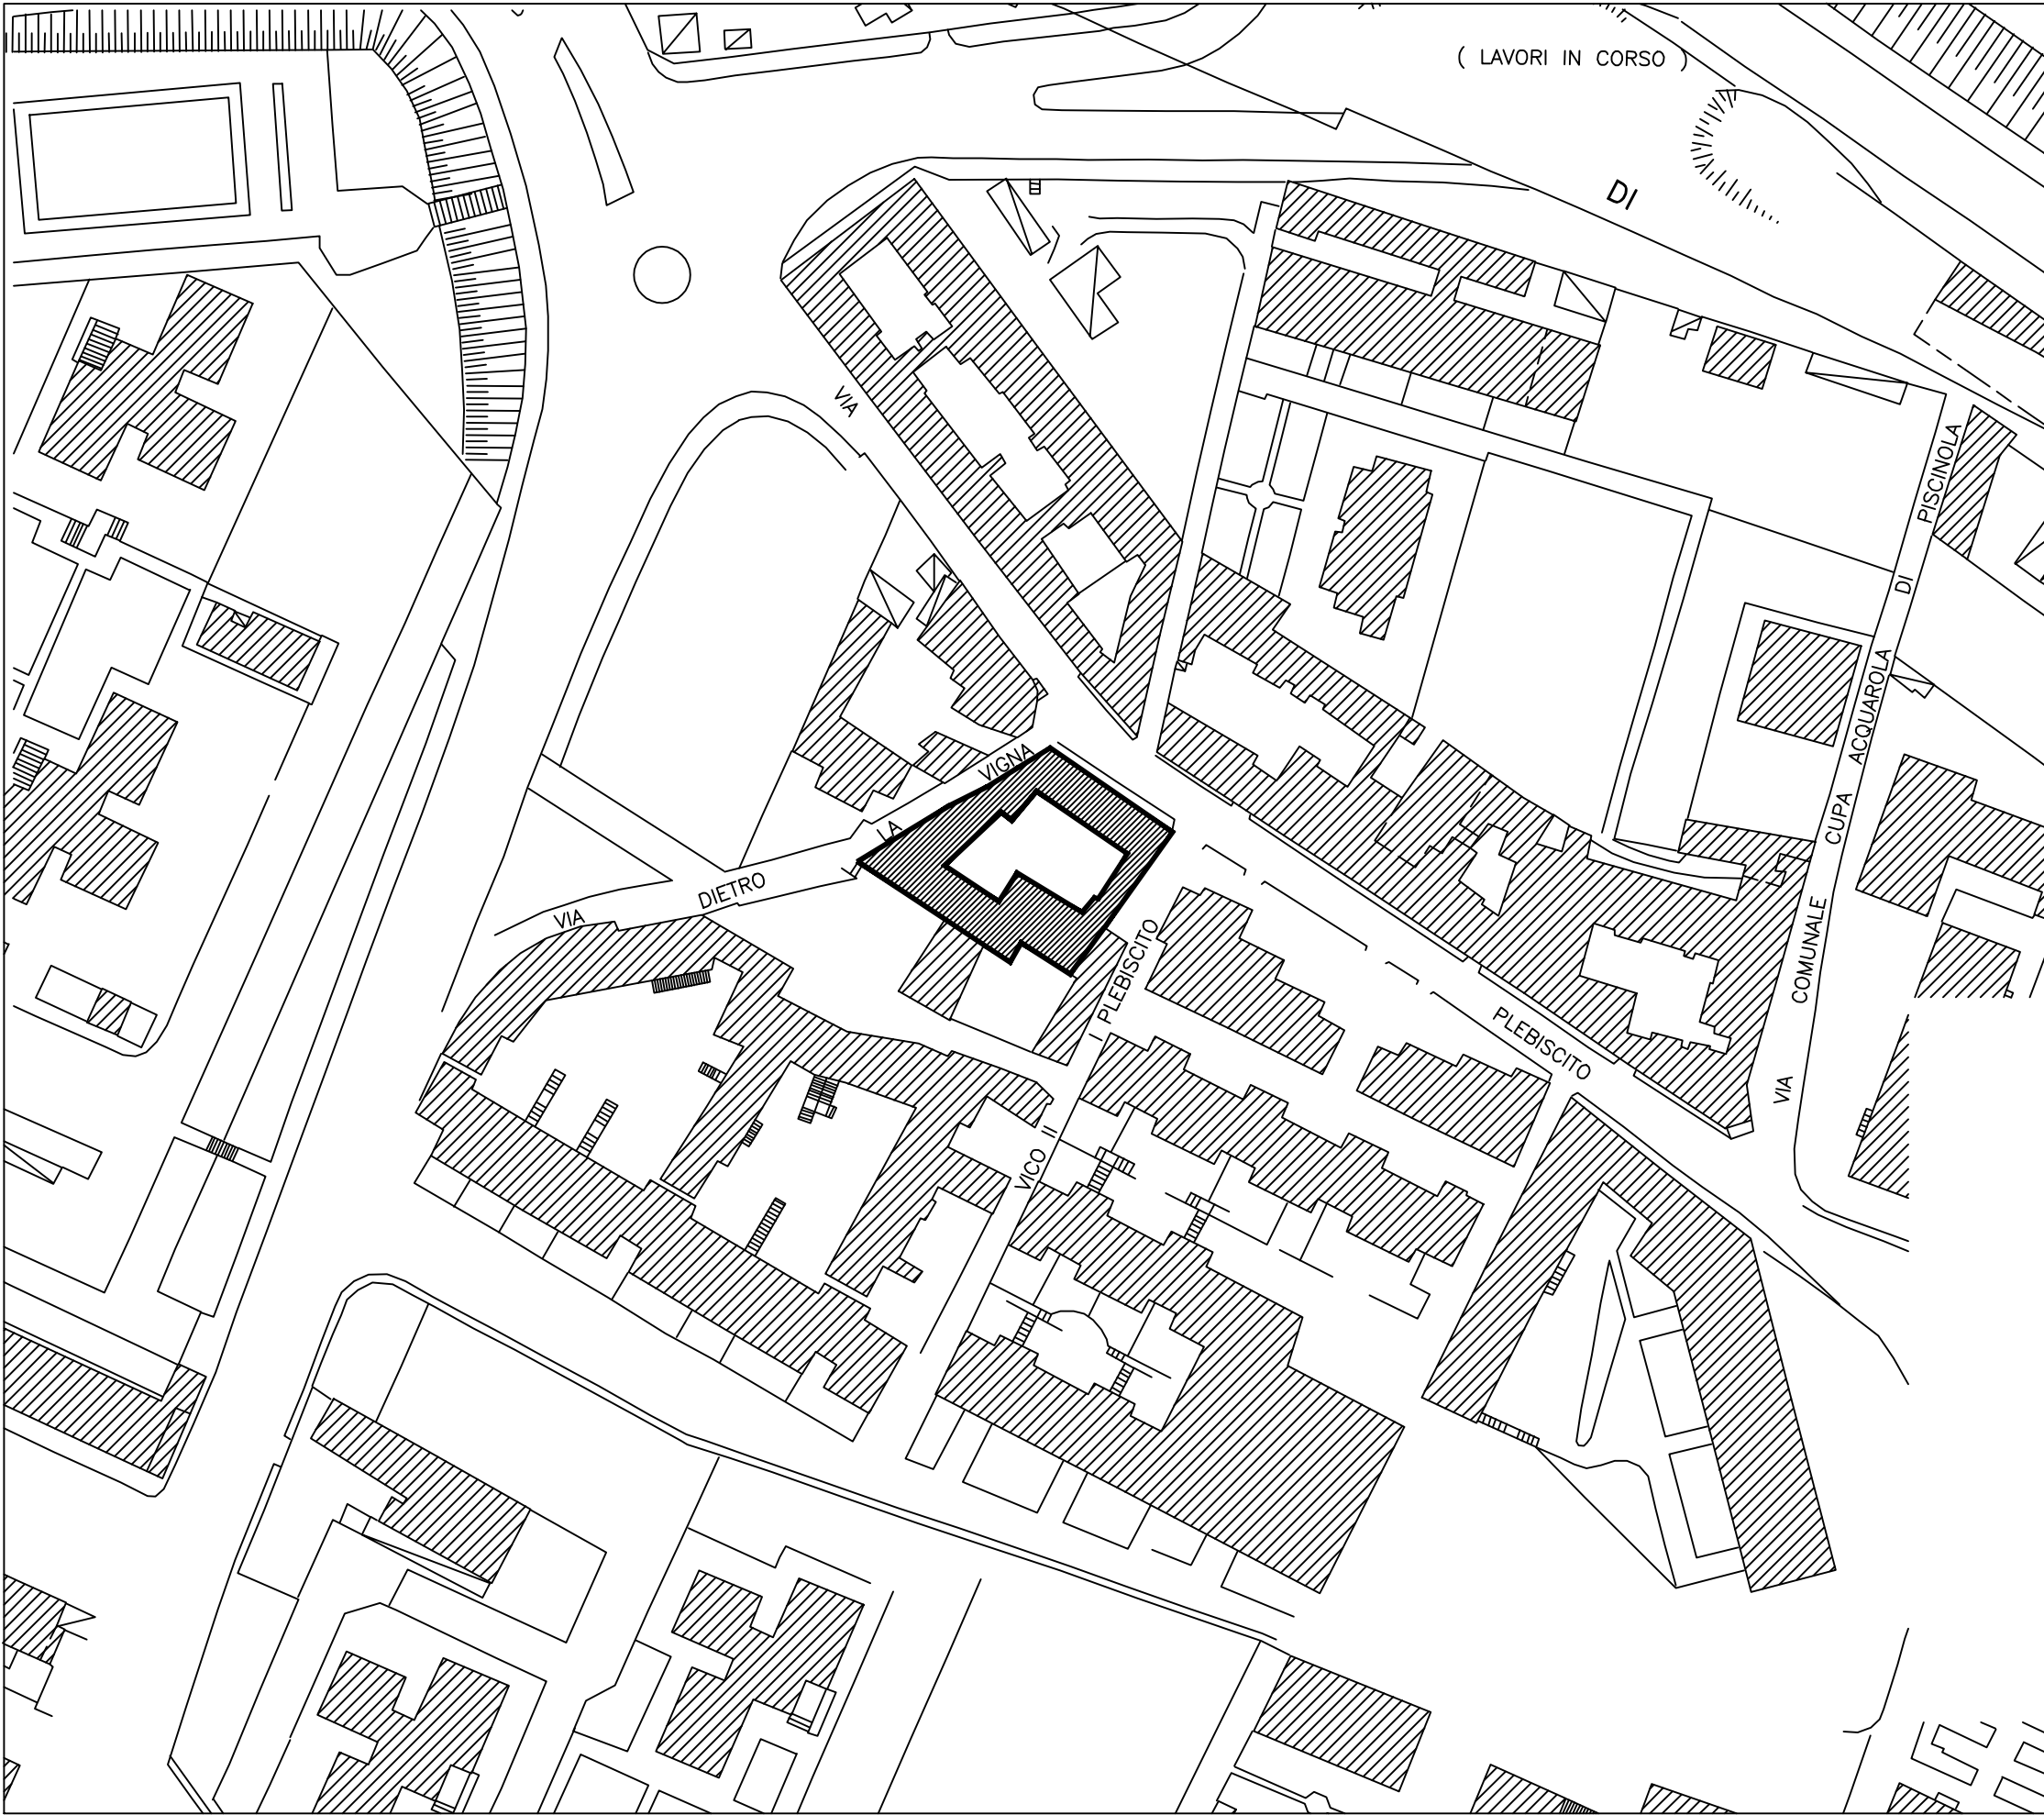 ( LAVORI IN CORSO )
DI
VIA
PISCINOLA
DI
ACQUAROLA
CUPA
COMUNALE
VIA
VIGNA
LA
DIETRO
VIA
PLEBISCITO
II
VICO
PLEBISCITO